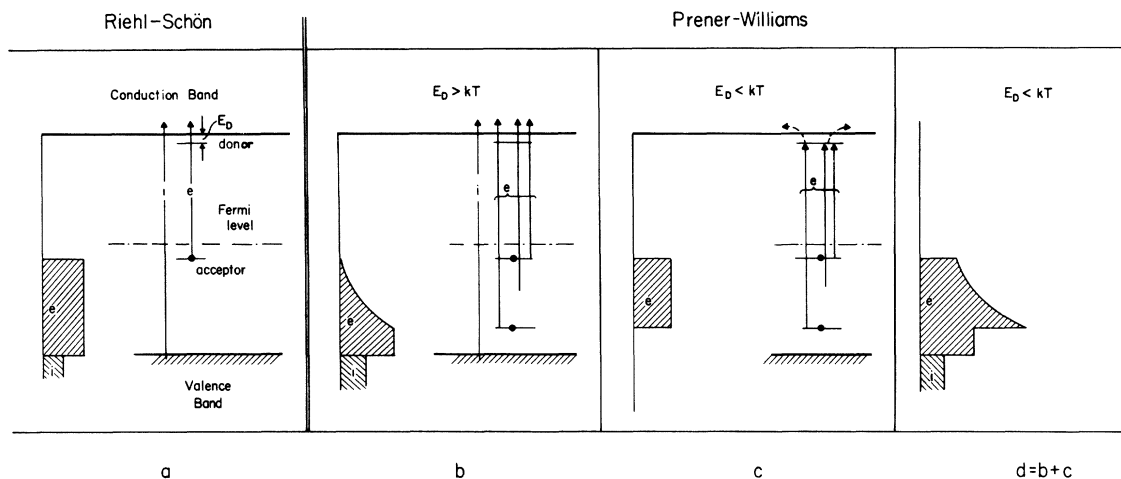 Riehl–Schön
Prener-Williams
Conduction Band
E_D
donor
e
Fermi
level
acceptor
e
i
Valence
Band
E_D > kT
i
e
e
i
E_D < kT
e
e
E_D < kT
e
i
a
b
c
d=b+c